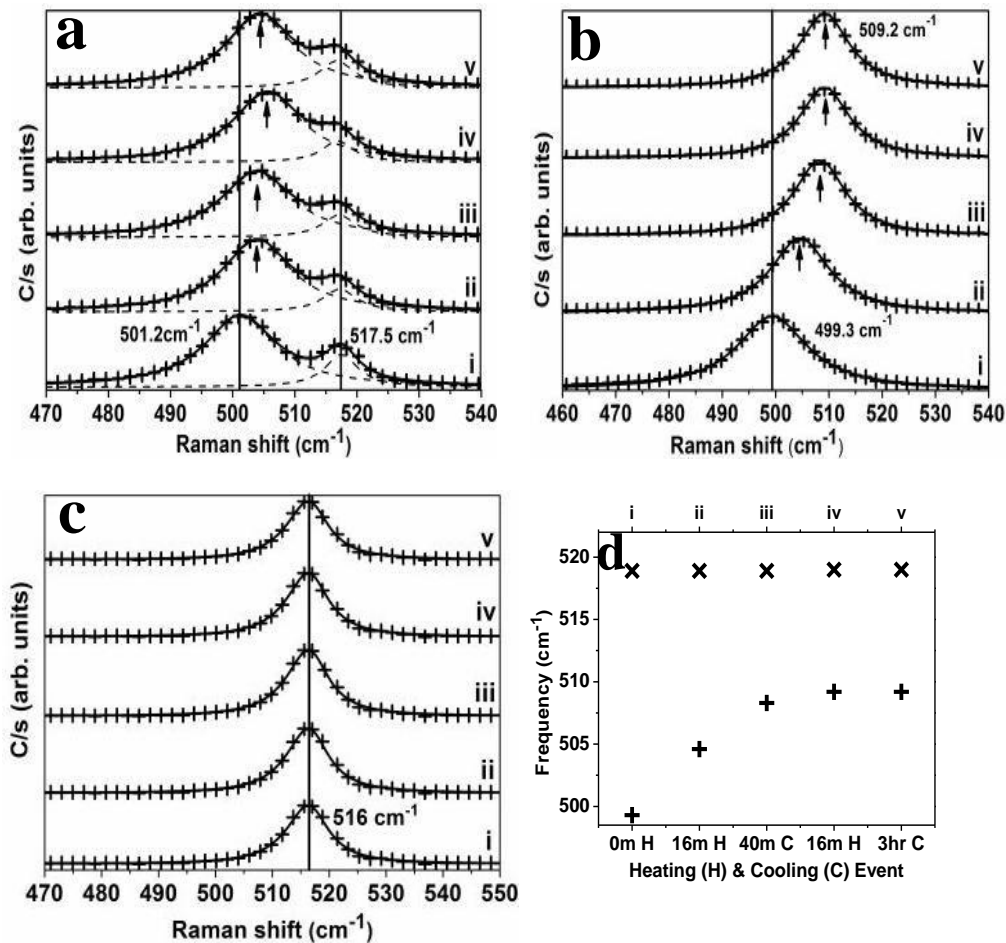 a
C/s (arb. units)
v
iv
iii
ii
i
501.2cm⁻¹
517.5 cm⁻¹
470 480 490 500 510 520 530 540
Raman shift (cm⁻¹)
b
C/s (arb. units)
509.2 cm⁻¹
v
iv
iii
ii
i
499.3 cm⁻¹
460 470 480 490 500 510 520 530 540
Raman shift (cm⁻¹)
c
C/s (arb. units)
v
iv
iii
ii
i
516 cm⁻¹
470 480 490 500 510 520 530 540 550
Raman shift (cm⁻¹)
i ii iii iv v
d
Frequency (cm⁻¹)
520
515
510
505
500
0m H 16m H 40m C 16m H 3hr C
Heating (H) & Cooling (C) Event